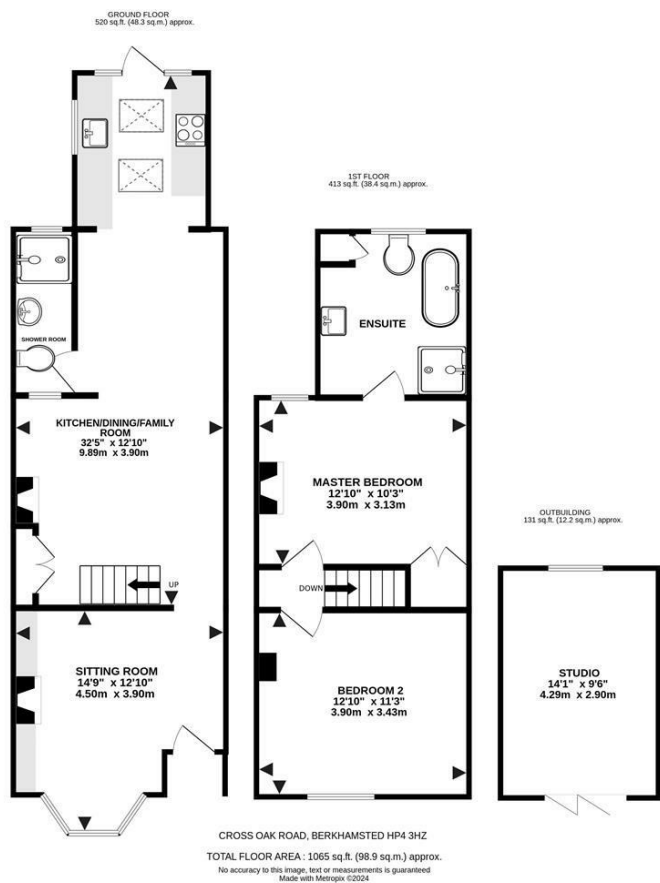 GROUND FLOOR
520 sq.ft. (48.3 sq.m.) approx.
SHOWER ROOM
KITCHEN/DINING/FAMILY
ROOM
32'5" x 12'10"
9.89m x 3.90m
UP
SITTING ROOM
14'9" x 12'10"
4.50m x 3.90m
1ST FLOOR
413 sq.ft. (38.4 sq.m.) approx.
ENSUITE
MASTER BEDROOM
12'10" x 10'3"
3.90m x 3.13m
DOWN
BEDROOM 2
12'10" x 11'3"
3.90m x 3.43m
OUTBUILDING
131 sq.ft. (12.2 sq.m.) approx.
STUDIO
14'1" x 9'6"
4.29m x 2.90m
CROSS OAK ROAD, BERKHAMSTED HP4 3HZ
TOTAL FLOOR AREA : 1065 sq.ft. (98.9 sq.m.) approx.
No accuracy to this image, text or measurements is guaranteed
Made with Metropix ©2024